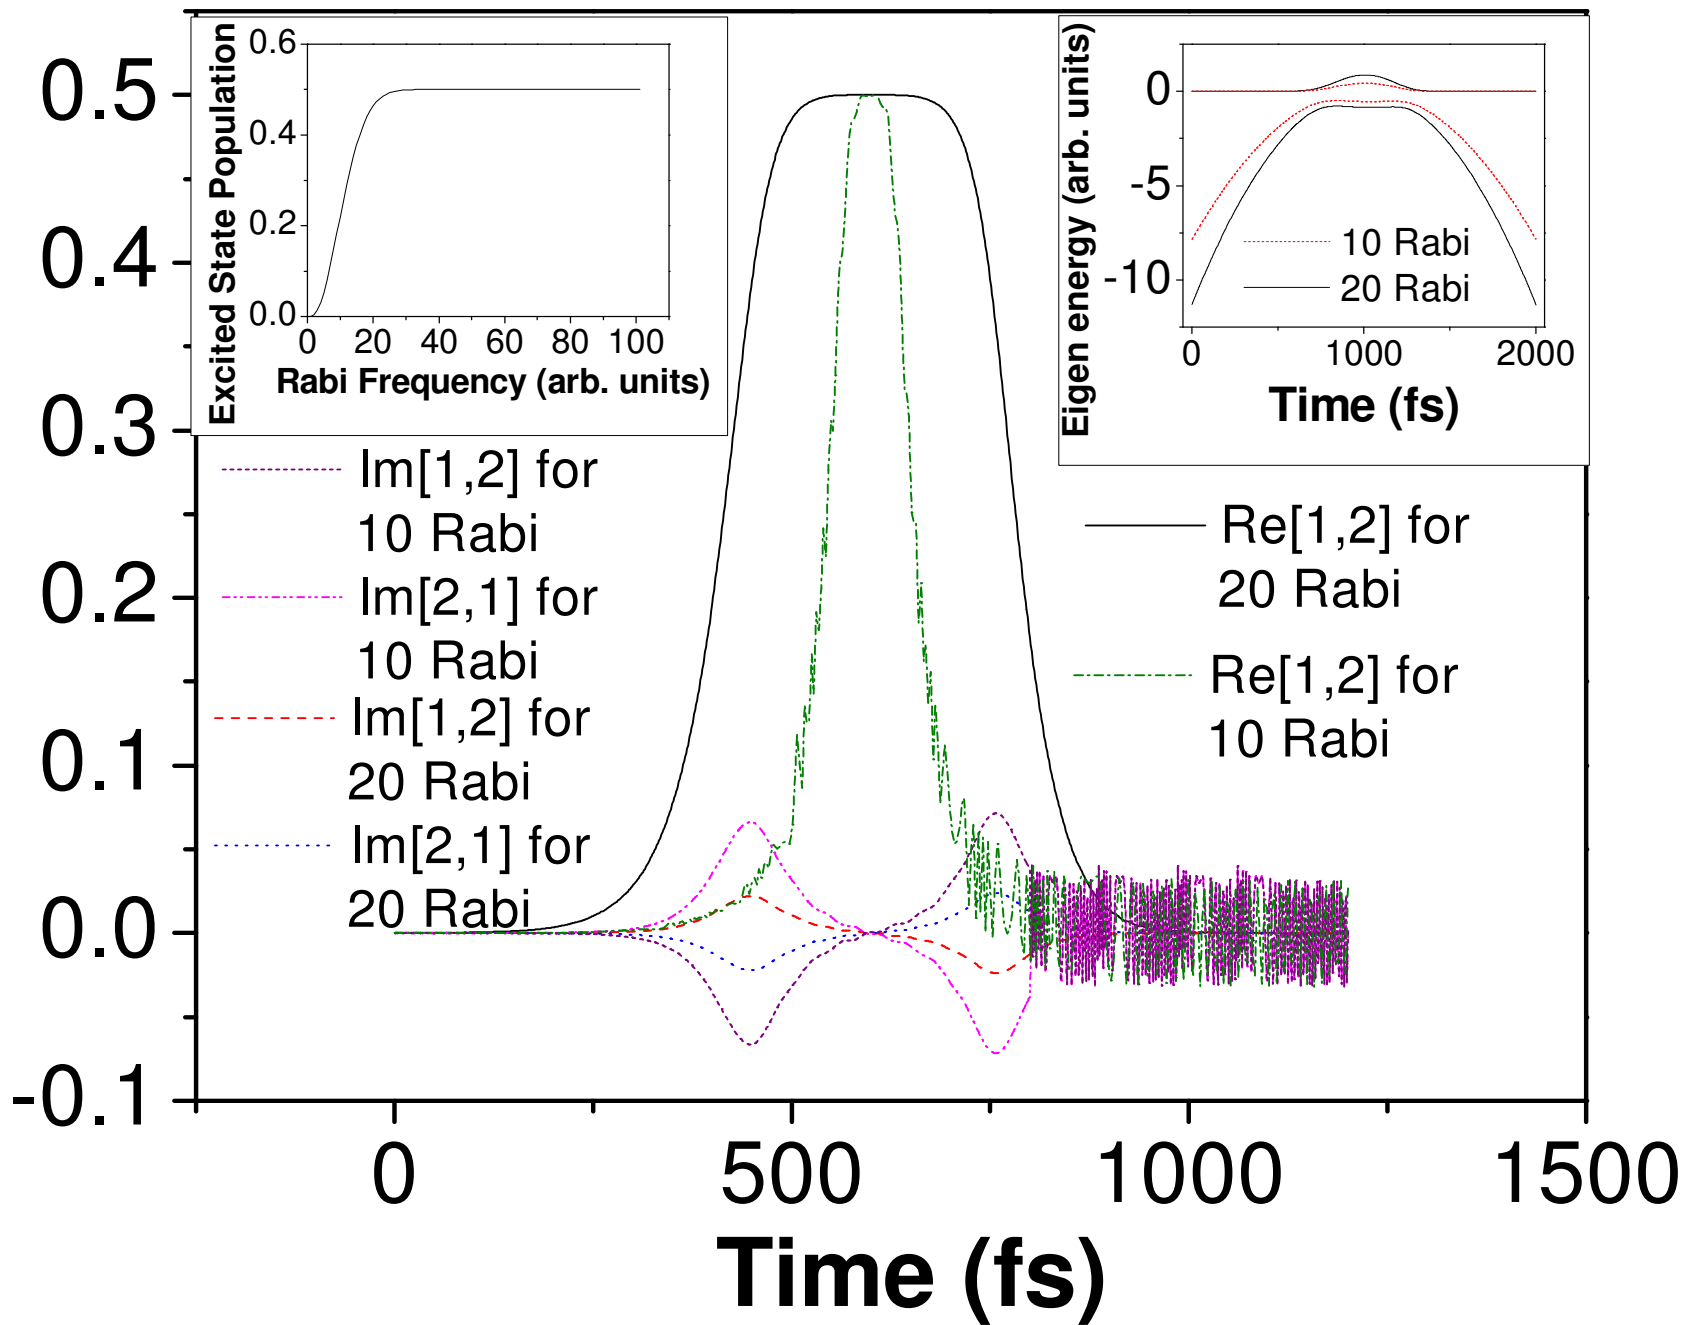 0.5
0.4
0.3
0.2
0.1
0.0
-0.1
0
500
1000
1500
Time (fs)
Excited State Population
0.6
0.4
0.2
0.0
0
20
40
60
80
100
Rabi Frequency (arb. units)
Eigen energy (arb. units)
0
-5
-10
10 Rabi
20 Rabi
0
1000
2000
Time (fs)
Im[1,2] for
10 Rabi
Im[2,1] for
10 Rabi
Im[1,2] for
20 Rabi
Im[2,1] for
20 Rabi
Re[1,2] for
20 Rabi
Re[1,2] for
10 Rabi